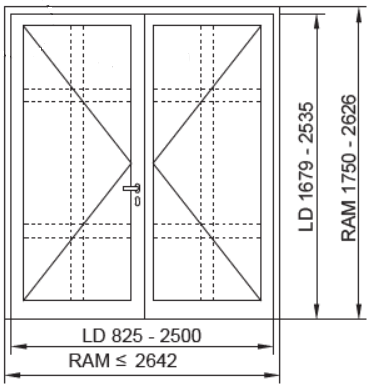 LD 1679 - 2535
RAM 1750 - 2626
LD 825 - 2500
RAM ≤ 2642